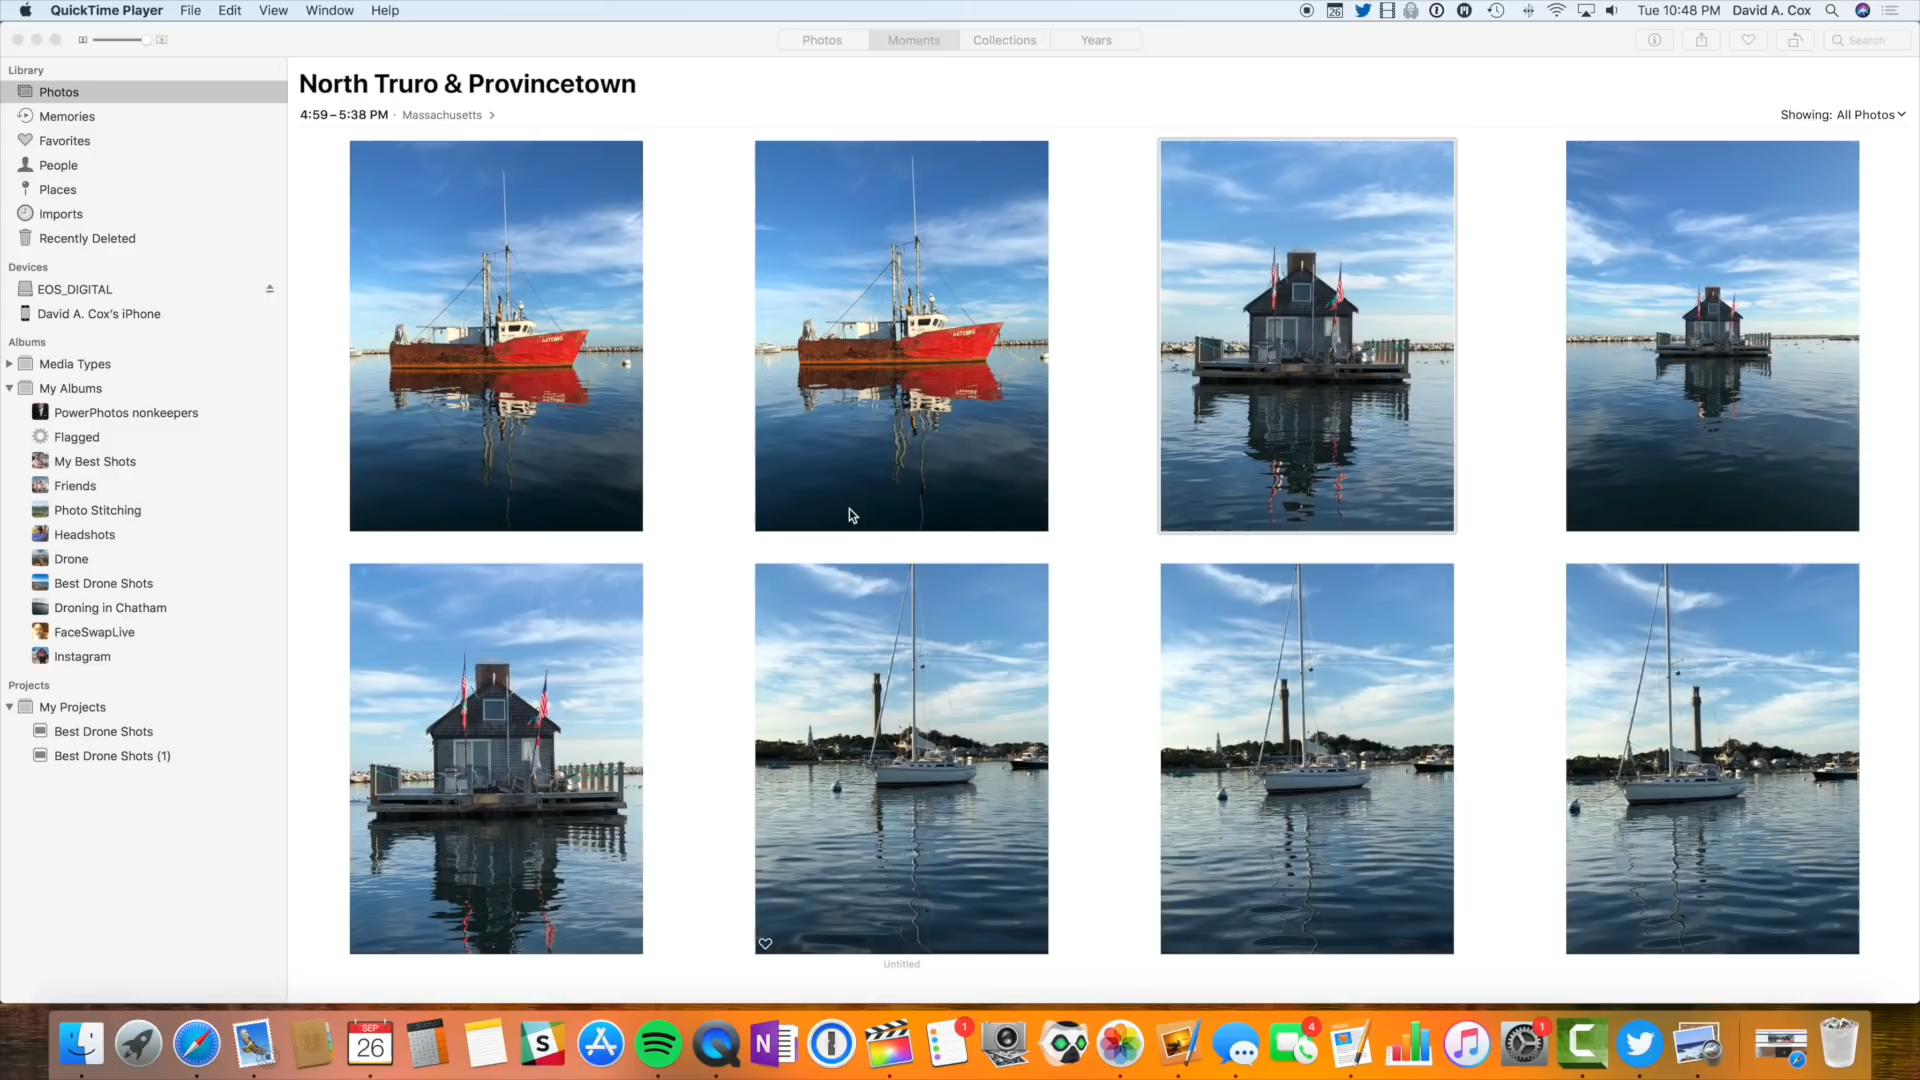 QuickTime Player File Edit View Window Help
26
Tue 10:48 PM David A. Cox
Photos Moments Collections Years
Search
Library
Photos
Memories
Favorites
People
Places
Imports
Recently Deleted
Devices
EOS_DIGITAL
David A. Cox's iPhone
Albums
Media Types
My Albums
PowerPhotos nonkeepers
Flagged
My Best Shots
Friends
Photo Stitching
Headshots
Drone
Best Drone Shots
Droning in Chatham
FaceSwapLive
Instagram
Projects
My Projects
Best Drone Shots
Best Drone Shots (1)
North Truro & Provincetown
4:59 – 5:38 PM · Massachusetts >
Showing: All Photos
Untitled
SEP
26
S
N
1
4
1